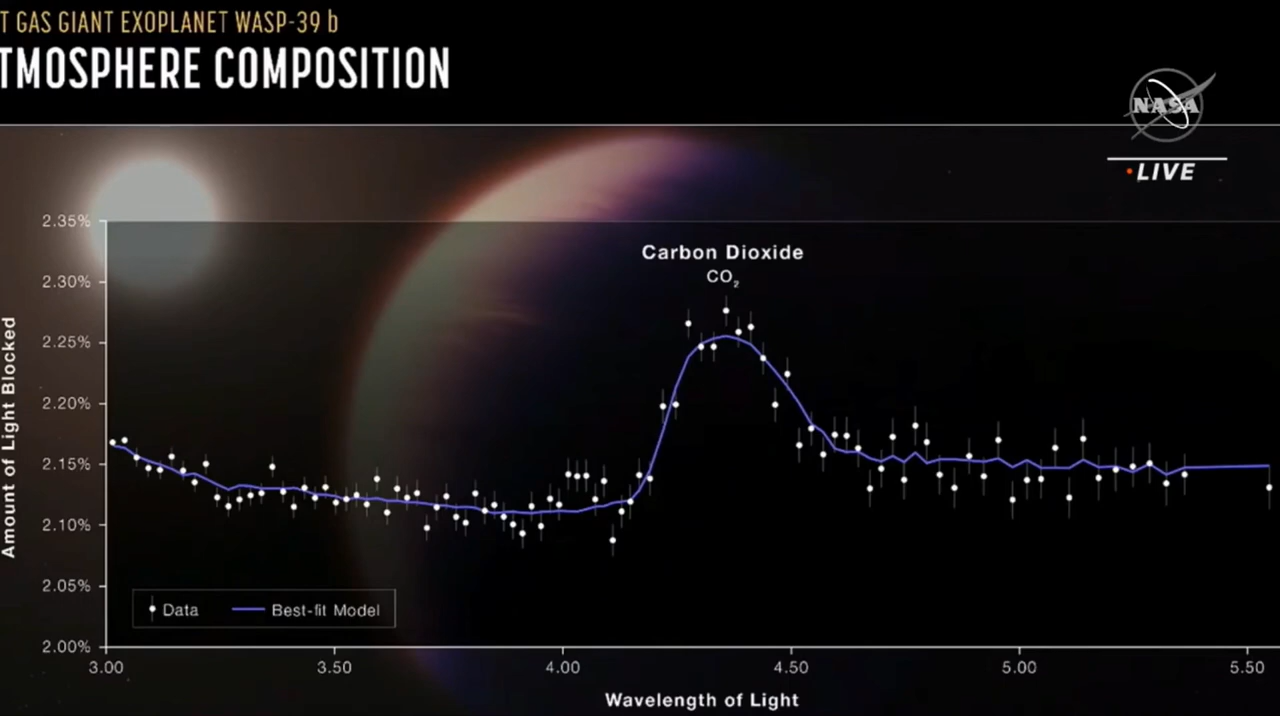 T GAS GIANT EXOPLANET WASP-39 b
TMOSPHERE COMPOSITION
NASA
LIVE
2.35%
2.30%
2.25%
2.20%
2.15%
2.10%
2.05%
2.00%
Amount of Light Blocked
Carbon Dioxide
CO₂
Data
Best-fit Model
3.00
3.50
4.00
4.50
5.00
5.50
Wavelength of Light